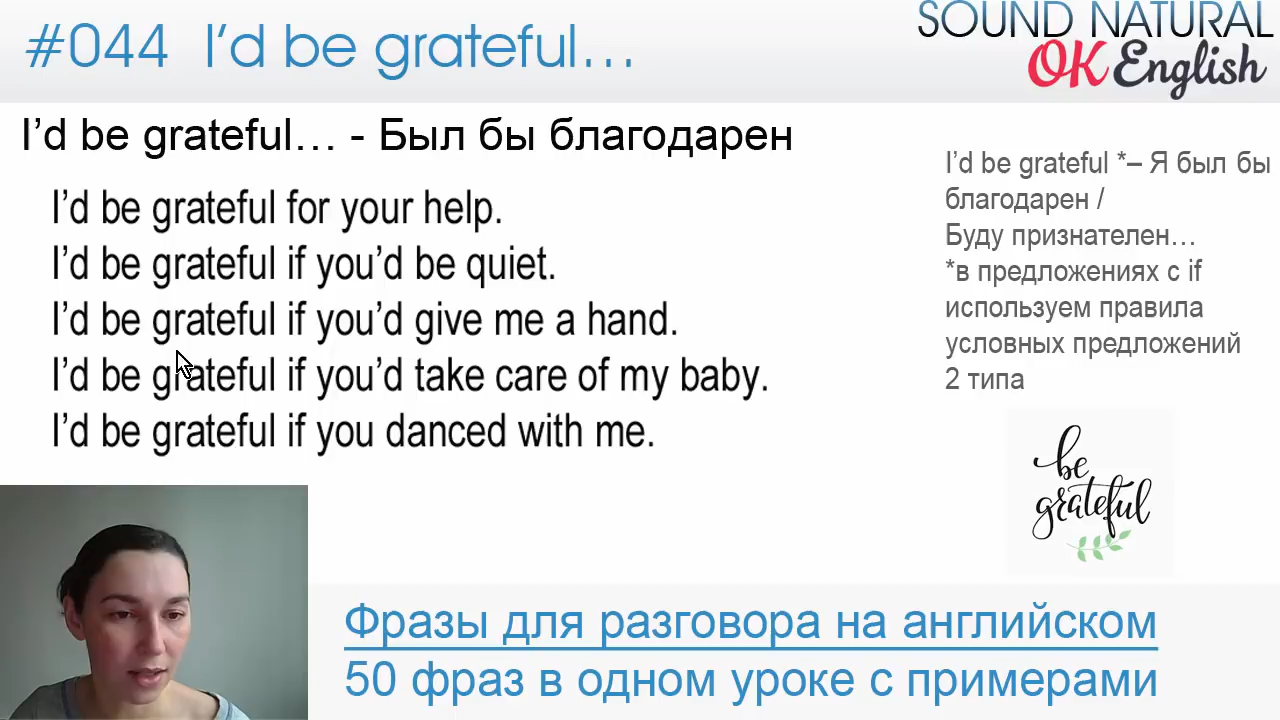 #044 I’d be grateful…
SOUND NATURAL
OK English
I’d be grateful… - Был бы благодарен
I’d be grateful for your help.
I’d be grateful if you’d be quiet.
I’d be grateful if you’d give me a hand.
I’d be grateful if you’d take care of my baby.
I’d be grateful if you danced with me.
I’d be grateful *– Я был бы
благодарен /
Буду признателен…
*в предложениях с if
используем правила
условных предложений
2 типа
be
grateful
Фразы для разговора на английском
50 фраз в одном уроке с примерами